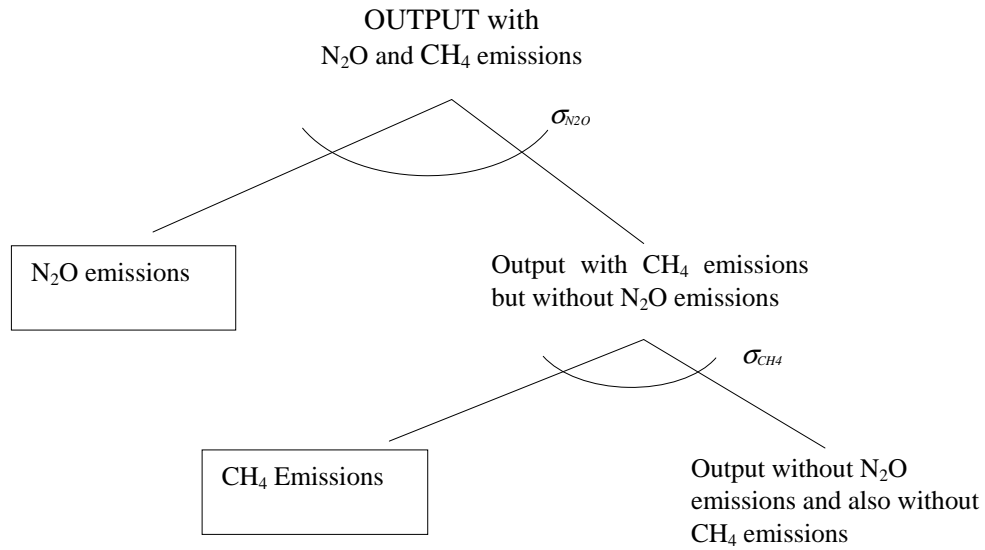 OUTPUT with
N₂O and CH₄ emissions
σN2O
N₂O emissions
Output with CH₄ emissions
but without N₂O emissions
σCH4
CH₄ Emissions
Output without N₂O
emissions and also without
CH₄ emissions